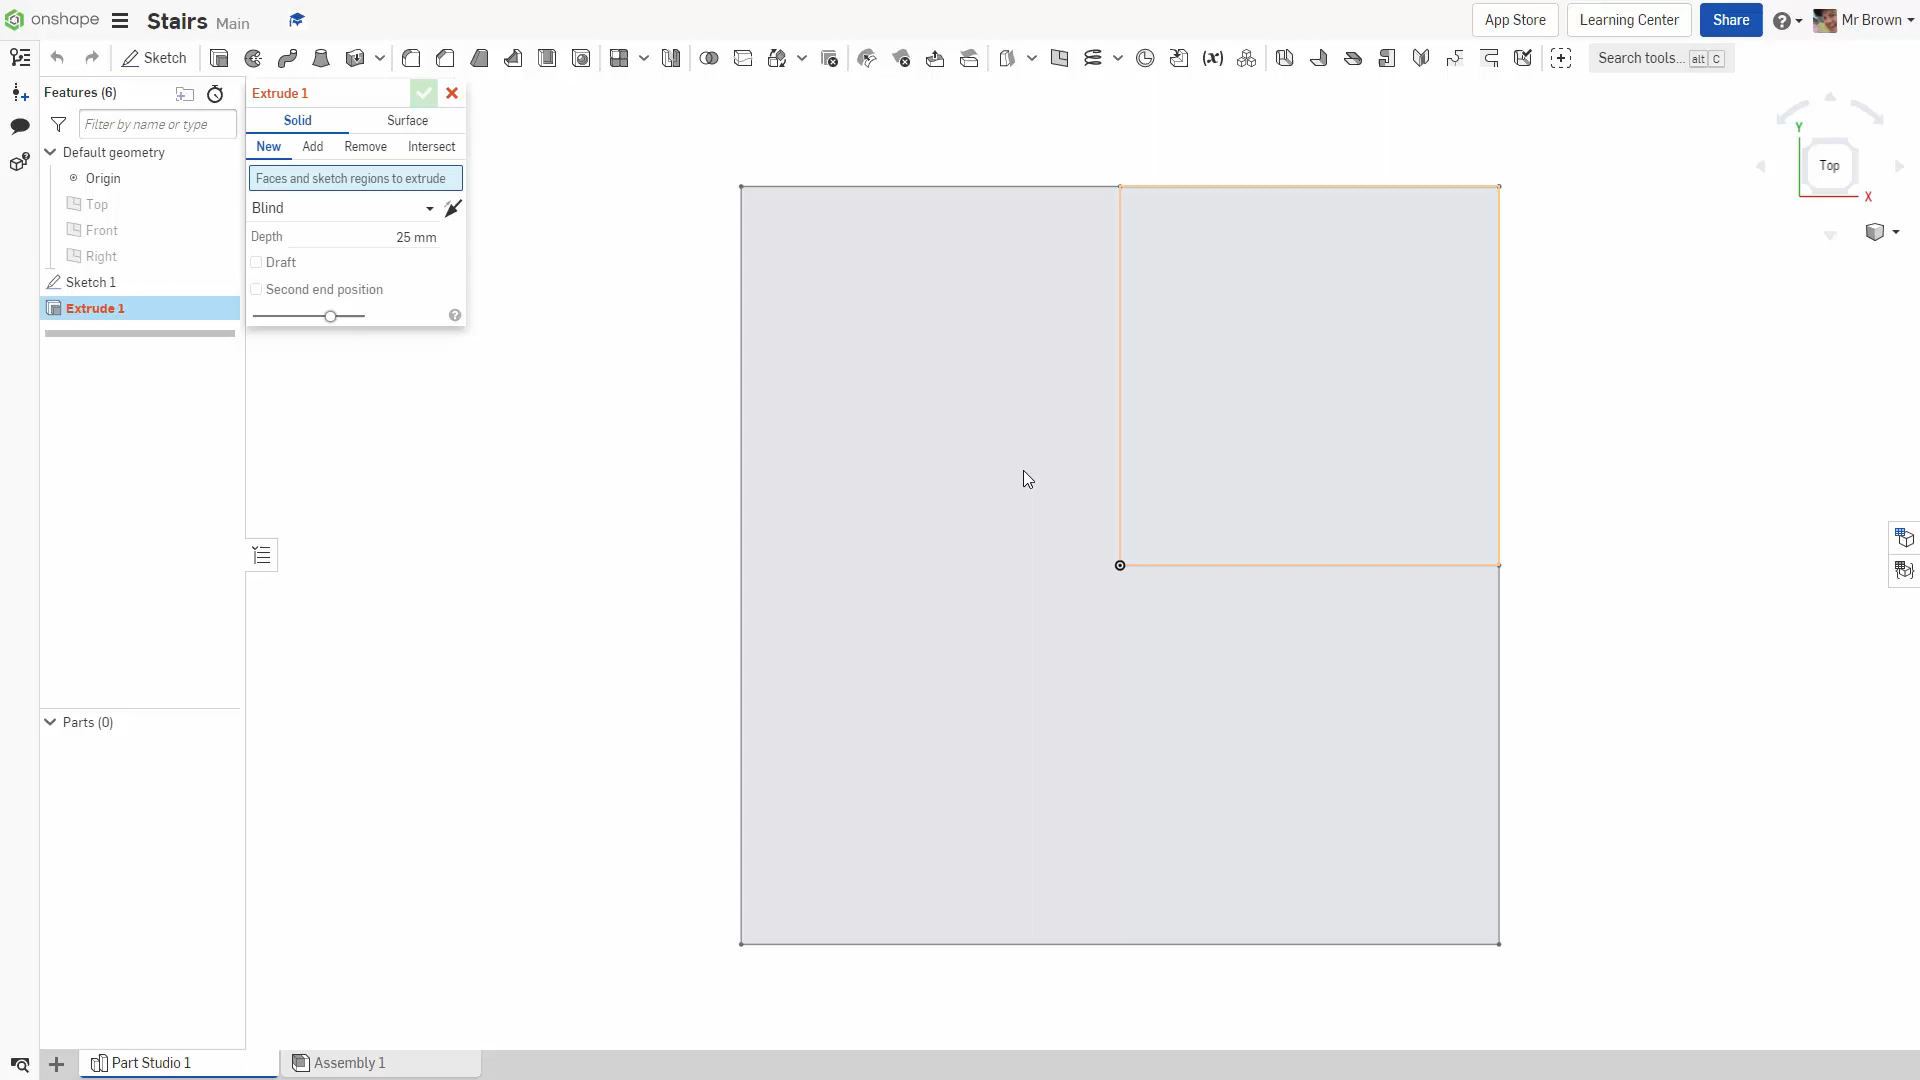 onshape
Stairs Main
App Store
Learning Center
Share
Mr Brown
Sketch
Search tools... alt C
Features (6)
Filter by name or type
Default geometry
Origin
Top
Front
Right
Sketch 1
Extrude 1
Parts (0)
Extrude 1
Solid
Surface
New
Add
Remove
Intersect
Faces and sketch regions to extrude
Blind
Depth
25 mm
Draft
Second end position
Y
Top
X
Part Studio 1
Assembly 1